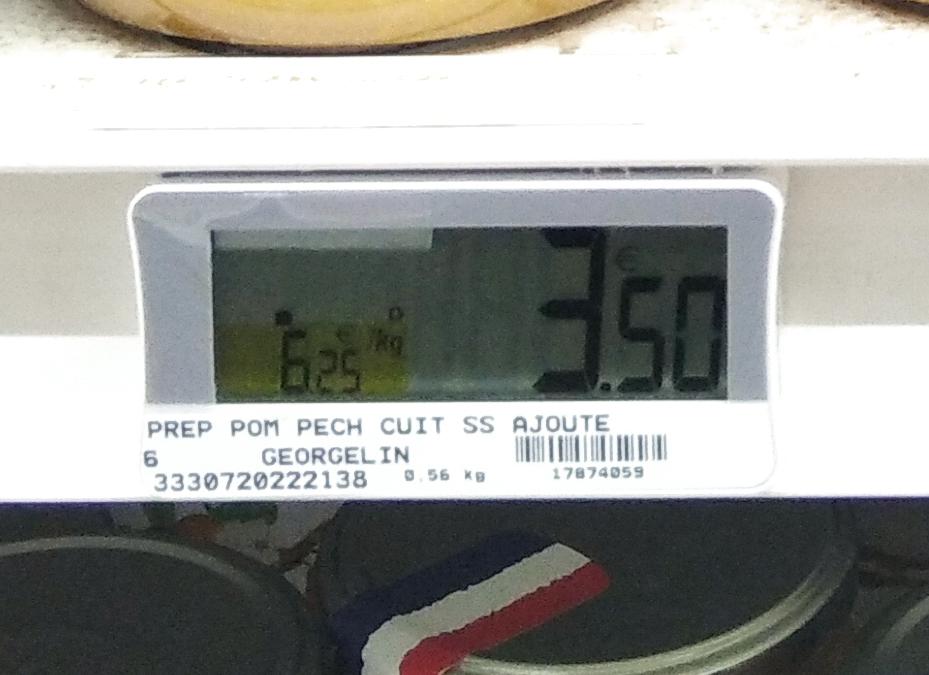 3.50 €
6.25 €/kg
PREP POM PECH CUIT SS AJOUTE
6 GEORGELIN
3330720222138 0.56 kg 17874059